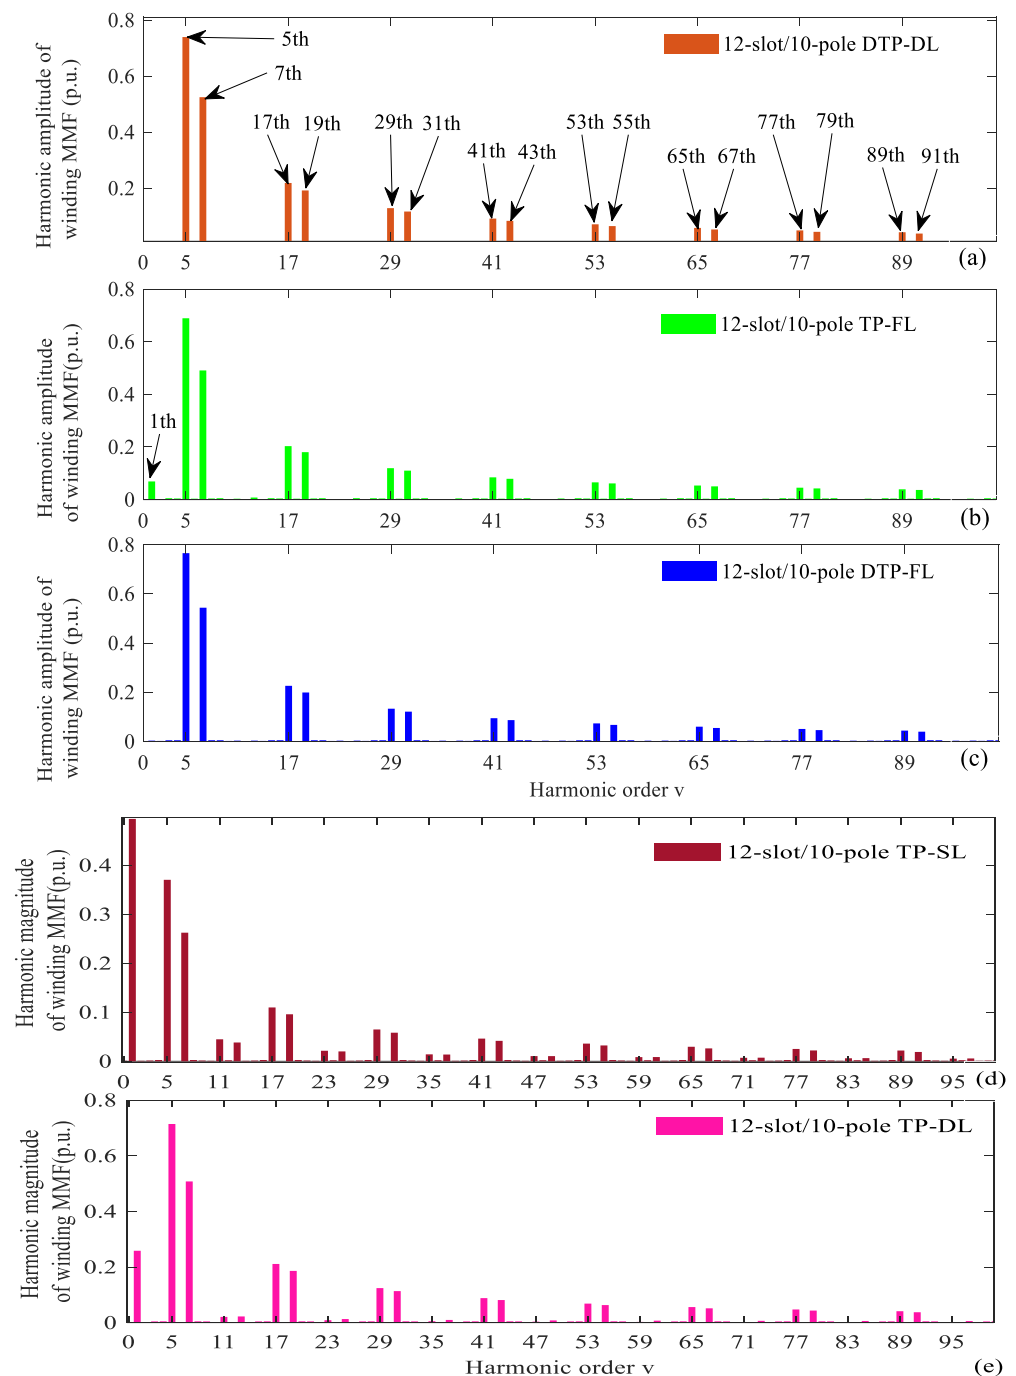 0.8
12-slot/10-pole DTP-DL
5th
7th
0.6
0.4
17th 19th 29th 31th 41th 43th 53th 55th 65th 67th 77th 79th 89th 91th
0.2
Harmonic amplitude of
winding MMF (p.u.)
0 5 17 29 41 53 65 77 89
(a)
0.8
12-slot/10-pole TP-FL
0.6
0.4
1th
0.2
0
Harmonic amplitude
of winding MMF(p.u.)
0 5 17 29 41 53 65 77 89
(b)
0.8
12-slot/10-pole DTP-FL
0.6
0.4
0.2
0
Harmonic amplitude of
winding MMF (p.u.)
0 5 17 29 41 53 65 77 89
(c)
Harmonic order v
12-slot/10-pole TP-SL
0.4
0.3
0.2
0.1
0
Harmonic magnitude
of winding MMF(p.u.)
0 5 11 17 23 29 35 41 47 53 59 65 71 77 83 89 95
(d)
0.8
12-slot/10-pole TP-DL
0.6
0.4
0.2
0
Harmonic magnitude
of winding MMF(p.u.)
0 5 11 17 23 29 35 41 47 53 59 65 71 77 83 89 95
Harmonic order v
(e)